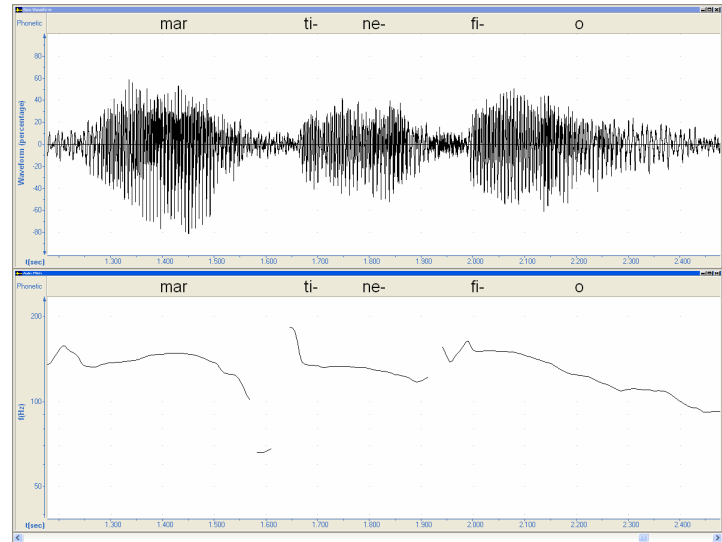 Phonetic mar ti- ne- fi- o
80
60
40
20
0
-20
-40
-60
-80
Waveform (percentage)
t(sec) 1.300 1.400 1.500 1.600 1.700 1.800 1.900 2.000 2.100 2.200 2.300 2.400
Phonetic mar ti- ne- fi- o
200
100
50
f(Hz)
t(sec) 1.300 1.400 1.500 1.600 1.700 1.800 1.900 2.000 2.100 2.200 2.300 2.400